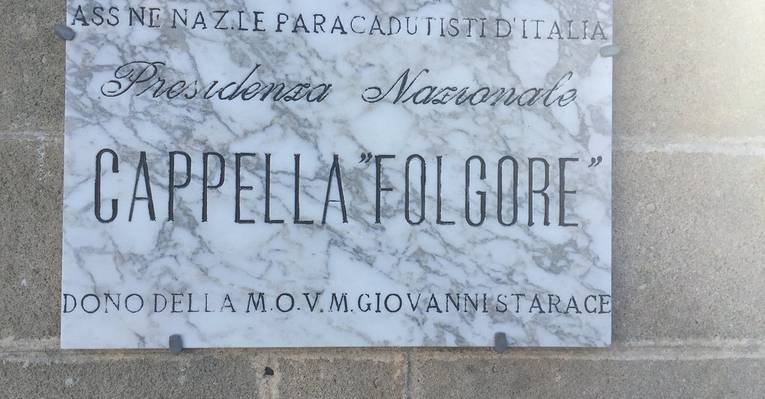 ASS NE NAZ.LE PARACADUTISTI D'ITALIA
Presidenza Nazionale
CAPPELLA "FOLGORE"
DONO DELLA M.O.V.M. GIOVANNI STARACE